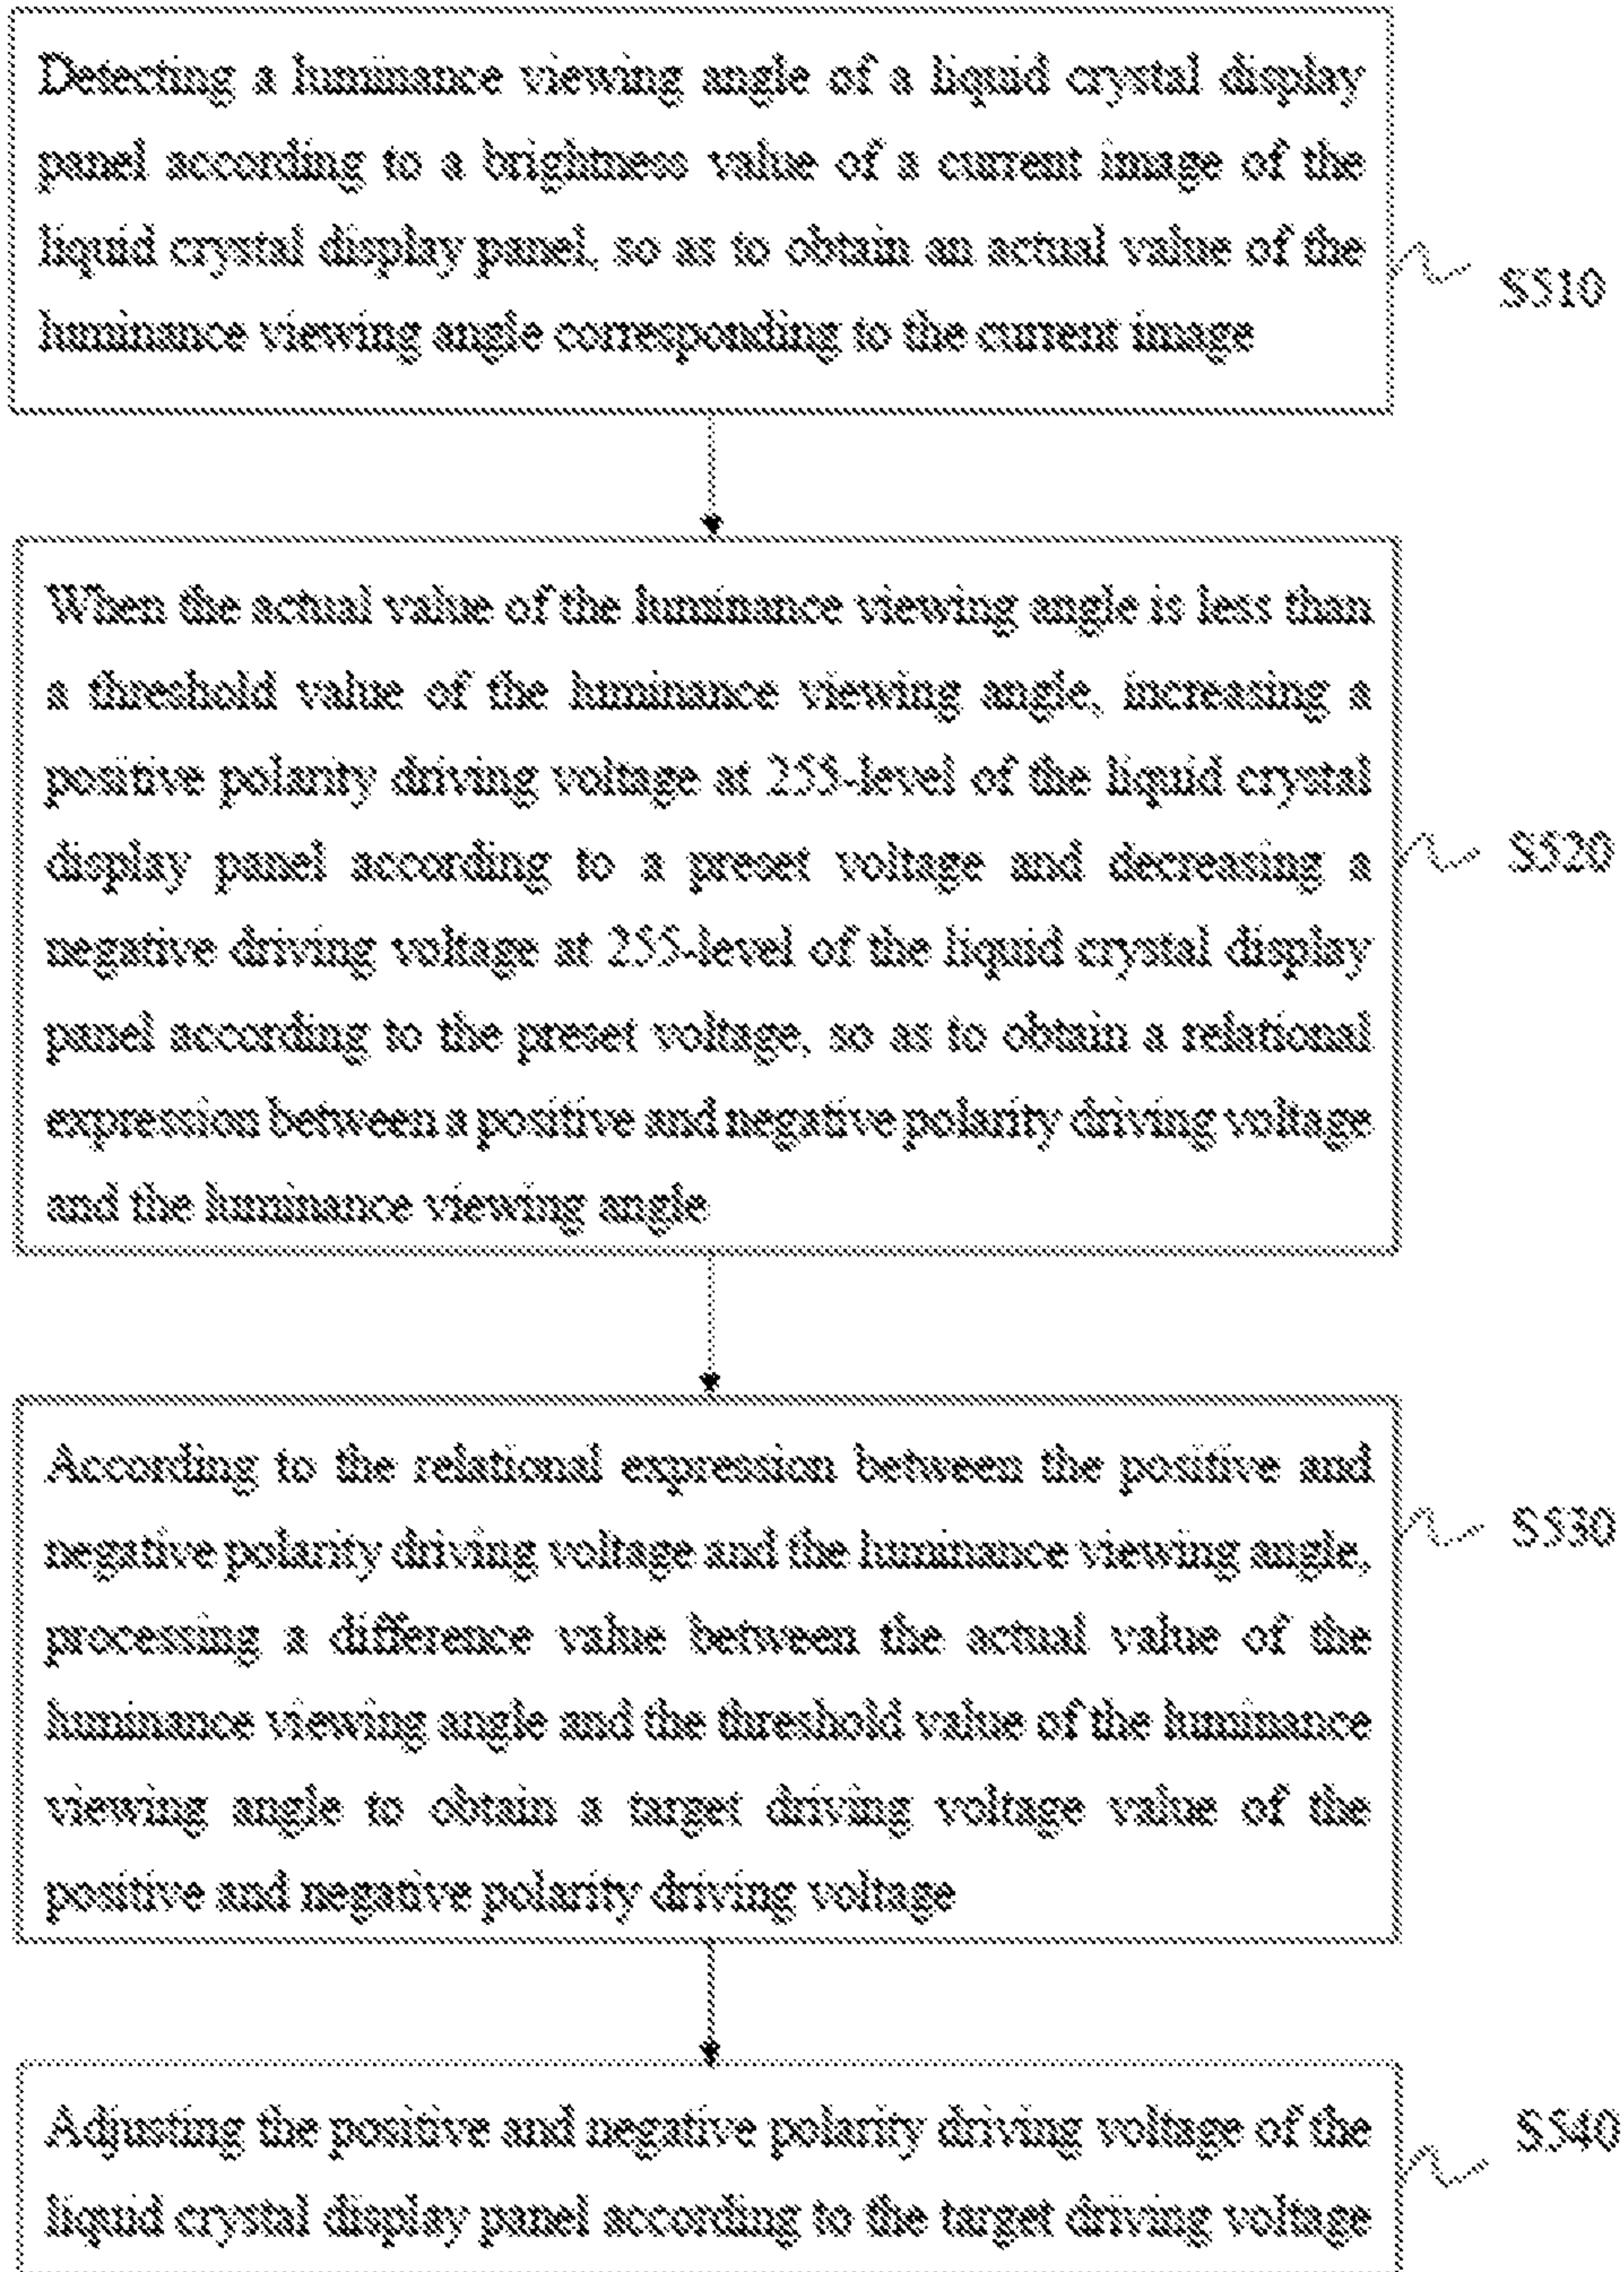 Detecting a luminance viewing angle of a liquid crystal display
panel according to a brightness value of a current image of the
liquid crystal display panel, so as to obtain an actual value of the
luminance viewing angle corresponding to the current image
S510
When the actual value of the luminance viewing angle is less than
a threshold value of the luminance viewing angle, increasing a
positive polarity driving voltage at 255-level of the liquid crystal
display panel according to a preset voltage and decreasing a
negative driving voltage at 255-level of the liquid crystal display
panel according to the preset voltage, so as to obtain a relational
expression between a positive and negative polarity driving voltage
and the luminance viewing angle
S520
According to the relational expression between the positive and
negative polarity driving voltage and the luminance viewing angle,
processing a difference value between the actual value of the
luminance viewing angle and the threshold value of the luminance
viewing angle to obtain a target driving voltage value of the
positive and negative polarity driving voltage
S530
Adjusting the positive and negative polarity driving voltage of the
liquid crystal display panel according to the target driving voltage
S540